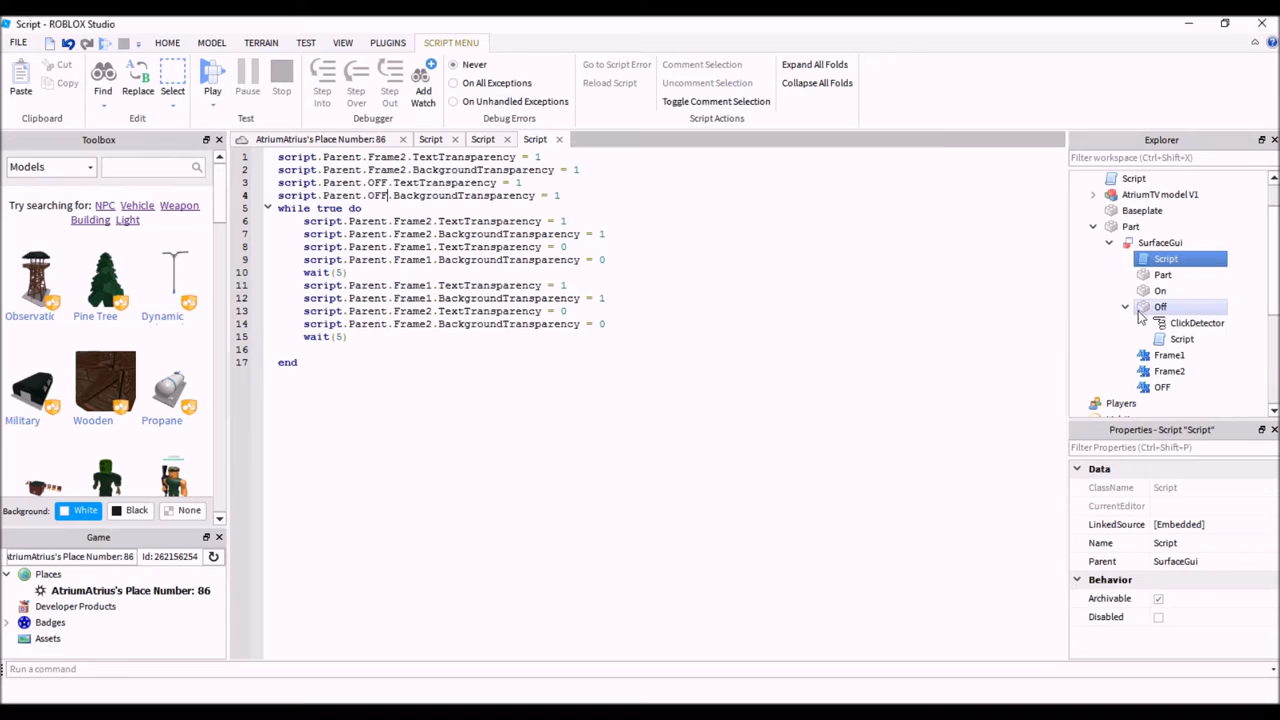 Script - ROBLOX Studio
FILE HOME MODEL TERRAIN TEST VIEW PLUGINS SCRIPT MENU
Paste
Cut
Copy
Clipboard
Find Replace Select
Edit
Play Pause Stop
Test
Step Into
Step Over
Step Out
Add Watch
Debugger
Never
On All Exceptions
On Unhandled Exceptions
Debug Errors
Go to Script Error
Reload Script
Comment Selection
Uncomment Selection
Toggle Comment Selection
Expand All Folds
Collapse All Folds
Script Actions
Toolbox
Models
Try searching for: NPC Vehicle Weapon
Building Light
Observatic Pine Tree Dynamic
Military Wooden Propane
Background: White Black None
Game
AtriumAtrius's Place Number: 86 Id: 262156254
Places
AtriumAtrius's Place Number: 86
Developer Products
Badges
Assets
AtriumAtrius's Place Number: 86 Script Script Script
1 script.Parent.Frame2.TextTransparency = 1
2 script.Parent.Frame2.BackgroundTransparency = 1
3 script.Parent.OFF.TextTransparency = 1
4 script.Parent.OFF.BackgroundTransparency = 1
5 while true do
6 script.Parent.Frame2.TextTransparency = 1
7 script.Parent.Frame2.BackgroundTransparency = 1
8 script.Parent.Frame1.TextTransparency = 0
9 script.Parent.Frame1.BackgroundTransparency = 0
10 wait(5)
11 script.Parent.Frame1.TextTransparency = 1
12 script.Parent.Frame1.BackgroundTransparency = 1
13 script.Parent.Frame2.TextTransparency = 0
14 script.Parent.Frame2.BackgroundTransparency = 0
15 wait(5)
16
17 end
Explorer
Filter workspace (Ctrl+Shift+X)
Script
AtriumTV model V1
Baseplate
Part
SurfaceGui
Script
Part
On
Off
ClickDetector
Script
Frame1
Frame2
OFF
Players
Properties - Script "Script"
Filter Properties (Ctrl+Shift+P)
Data
ClassName Script
CurrentEditor
LinkedSource [Embedded]
Name Script
Parent SurfaceGui
Behavior
Archivable
Disabled
Run a command